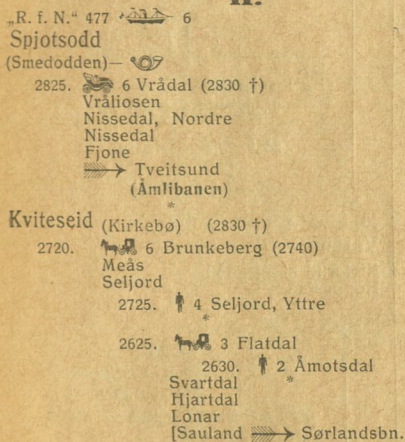 II.
„R. f. N." 477 6
Spjotsodd
(Smedodden)—
2825. 6 Vrådal (2830 †)
Vråliosen
Nissedal, Nordre
Nissedal
Fjone
Tveitsund
(Åmlibanen)
*
Kviteseid (Kirkebø) (2830 †)
2720. 6 Brunkeberg (2740)
Meås
Seljord
2725. 4 Seljord, Yttre
*
2625. 3 Flatdal
2630. 2 Åmotsdal
Svartdal *
Hjartdal
Lonar
[Sauland Sørlandsbn.